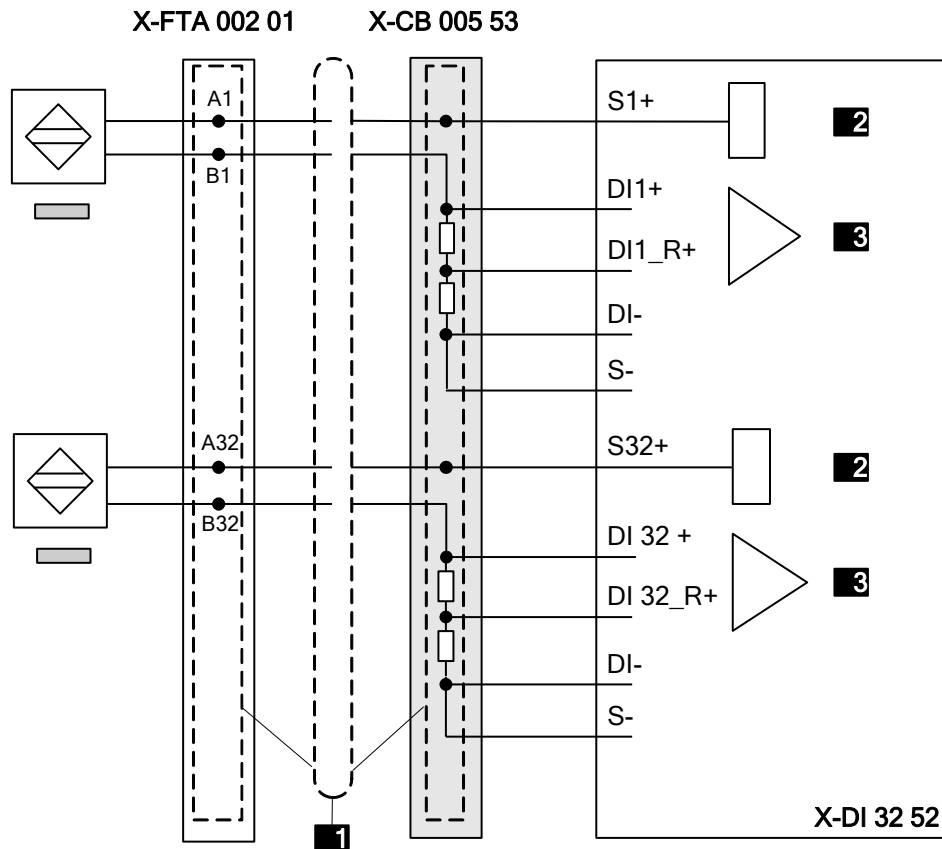 X-FTA 002 01
X-CB 005 53
A1
S1+
2
B1
DI1+
3
DI1_R+
DI-
S-
A32
S32+
2
B32
DI 32 +
3
DI 32_R+
DI-
S-
X-DI 32 52
1